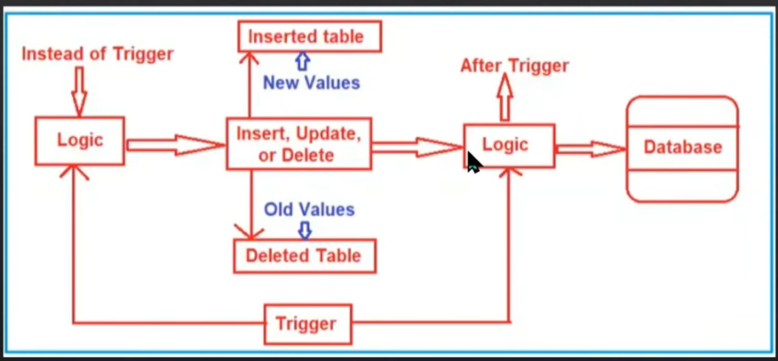 Instead of Trigger
Inserted table
New Values
After Trigger
Logic
Insert, Update,
or Delete
Logic
Database
Old Values
Deleted Table
Trigger